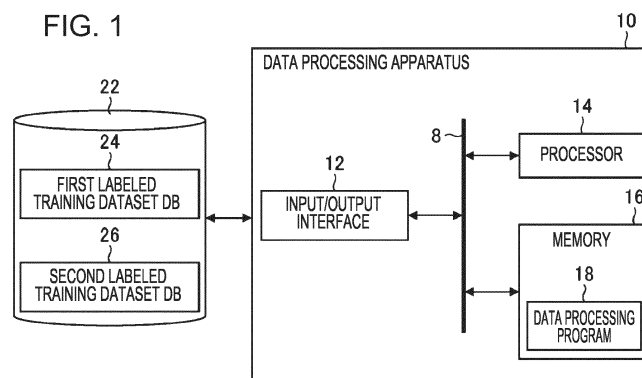 FIG. 1
10
DATA PROCESSING APPARATUS
22
24
FIRST LABELED
TRAINING DATASET DB
26
SECOND LABELED
TRAINING DATASET DB
12
INPUT/OUTPUT
INTERFACE
8
14
PROCESSOR
16
MEMORY
18
DATA PROCESSING
PROGRAM